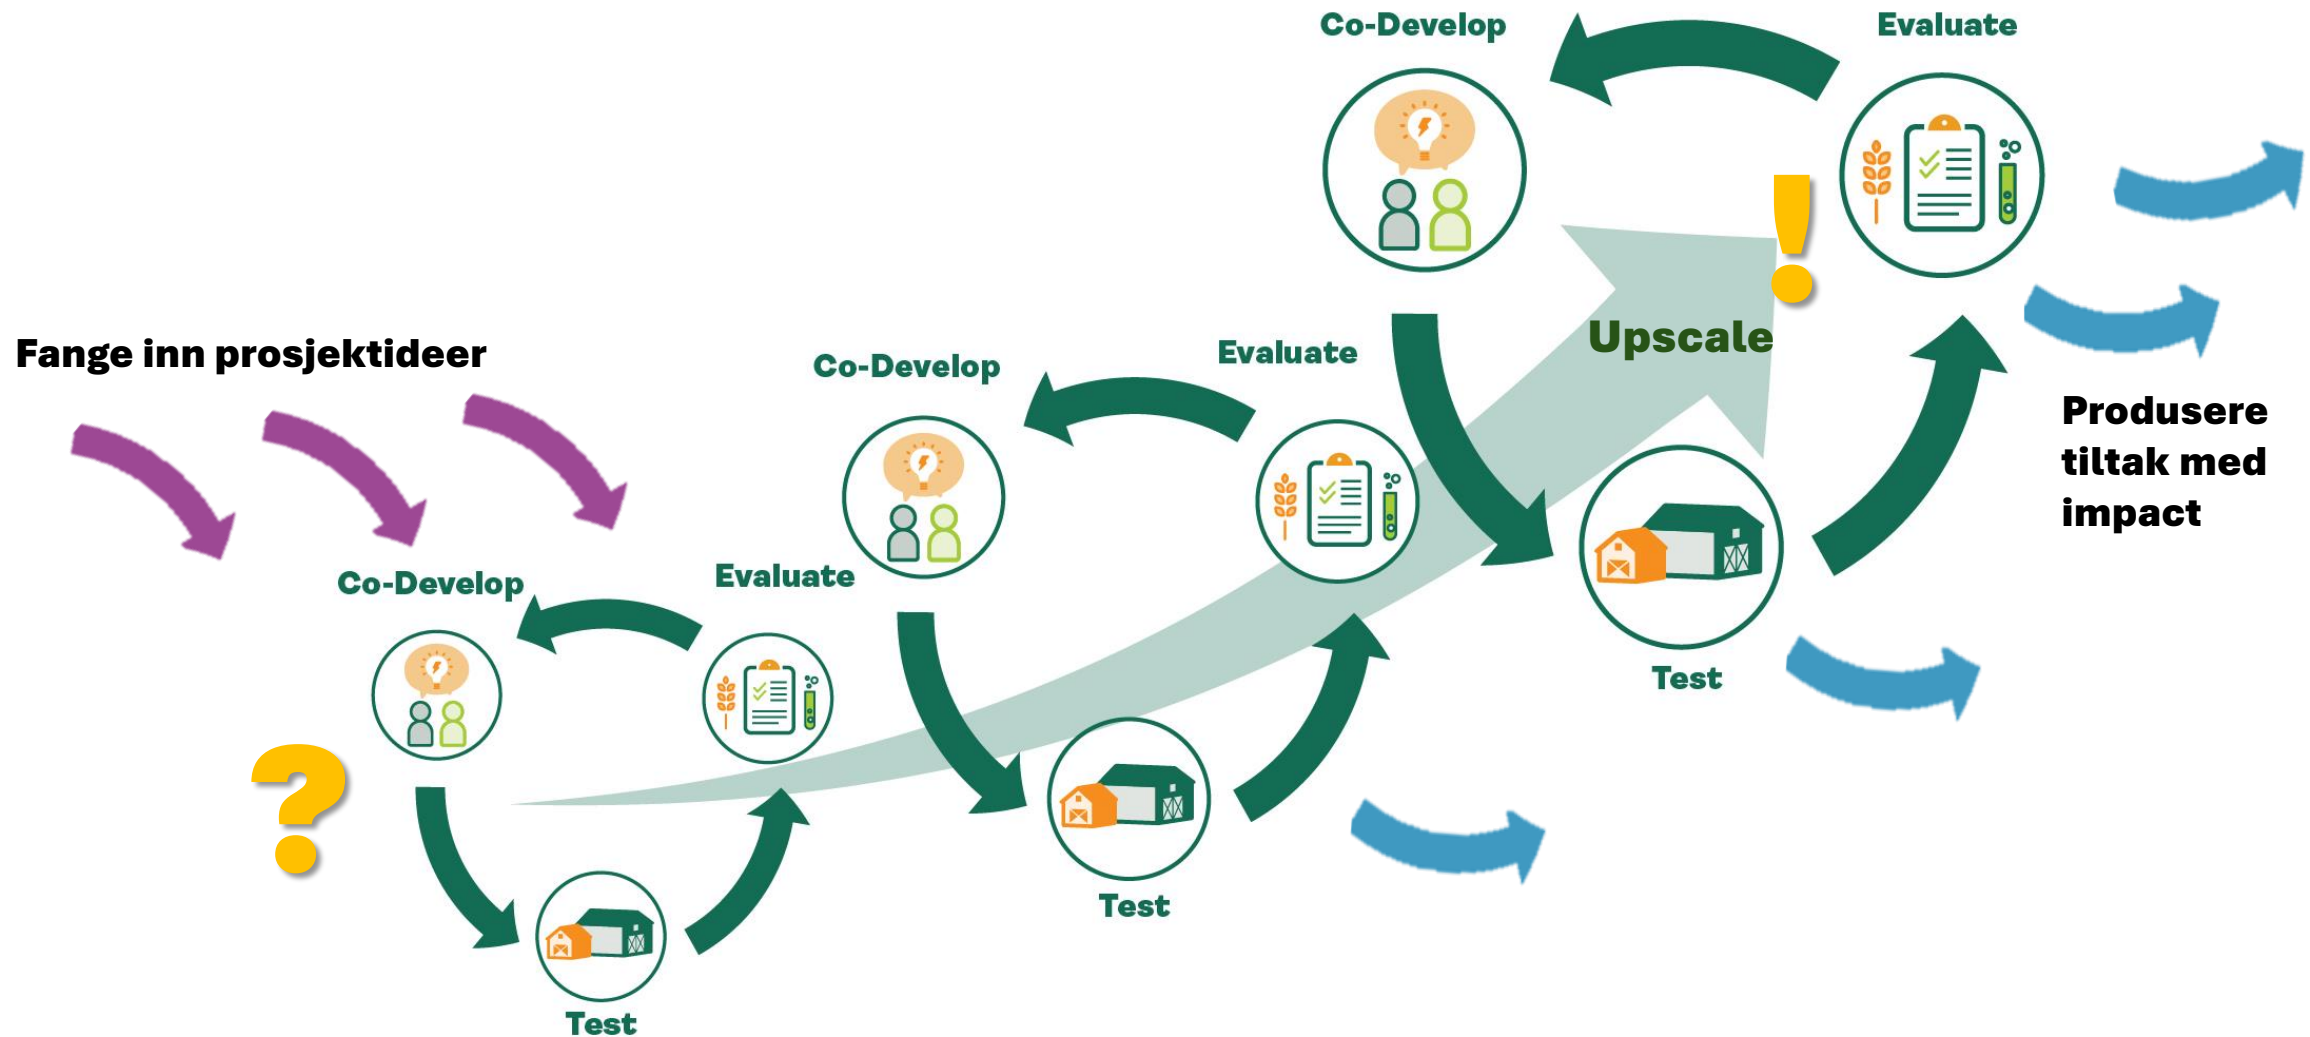 Co-Develop
Evaluate
Upscale
!
Fange inn prosjektideer
Co-Develop
Evaluate
Produsere
tiltak med
impact
Co-Develop
Evaluate
Test
?
Test
Test